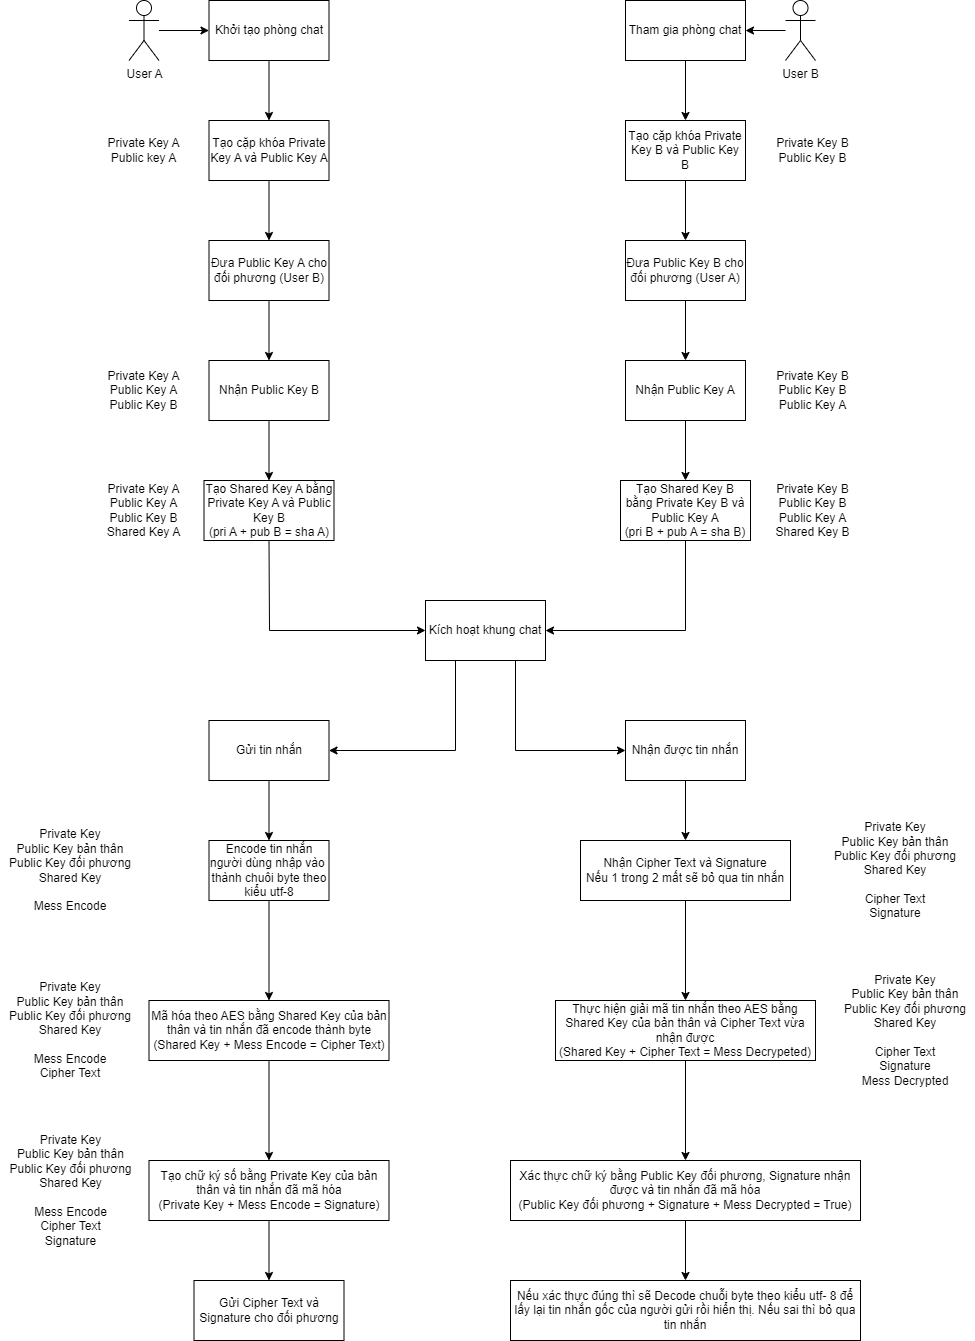 Khởi tạo phòng chat
Tham gia phòng chat
User A
User B
Private Key A
Public key A
Tạo cặp khóa Private
Key A và Public Key A
Tạo cặp khóa Private
Key B và Public Key
B
Private Key B
Public Key B
Đưa Public Key A cho
đối phương (User B)
Đưa Public Key B cho
đối phương (User A)
Private Key A
Public Key A
Public Key B
Nhận Public Key B
Nhận Public Key A
Private Key B
Public Key B
Public Key A
Private Key A
Public Key A
Public Key B
Shared Key A
Tạo Shared Key A bằng
Private Key A và Public
Key B
(pri A + pub B = sha A)
Tạo Shared Key B
bằng Private Key B và
Public Key A
(pri B + pub A = sha B)
Private Key B
Public Key B
Public Key A
Shared Key B
Kích hoạt khung chat
Gửi tin nhắn
Nhận được tin nhắn
Private Key
Public Key bản thân
Public Key đối phương
Shared Key
Mess Encode
Encode tin nhắn
người dùng nhập vào
thành chuỗi byte theo
kiểu utf-8
Nhận Cipher Text và Signature
Nếu 1 trong 2 mất sẽ bỏ qua tin nhắn
Private Key
Public Key bản thân
Public Key đối phương
Shared Key
Cipher Text
Signature
Private Key
Public Key bản thân
Public Key đối phương
Shared Key
Mess Encode
Cipher Text
Mã hóa theo AES bằng Shared Key của bản
thân và tin nhắn đã encode thành byte
(Shared Key + Mess Encode = Cipher Text)
Thực hiện giải mã tin nhắn theo AES bằng
Shared Key của bản thân và Cipher Text vừa
nhận được
(Shared Key + Cipher Text = Mess Decrypeted)
Private Key
Public Key bản thân
Public Key đối phương
Shared Key
Cipher Text
Signature
Mess Decrypted
Private Key
Public Key bản thân
Public Key đối phương
Shared Key
Mess Encode
Cipher Text
Signature
Tạo chữ ký số bằng Private Key của bản
thân và tin nhắn đã mã hóa
(Private Key + Mess Encode = Signature)
Xác thực chữ ký bằng Public Key đối phương, Signature nhận
được và tin nhắn đã mã hóa
(Public Key đối phương + Signature + Mess Decrypted = True)
Gửi Cipher Text và
Signature cho đối phương
Nếu xác thực đúng thì sẽ Decode chuỗi byte theo kiểu utf- 8 để
lấy lại tin nhắn gốc của người gửi rồi hiển thị. Nếu sai thì bỏ qua
tin nhắn